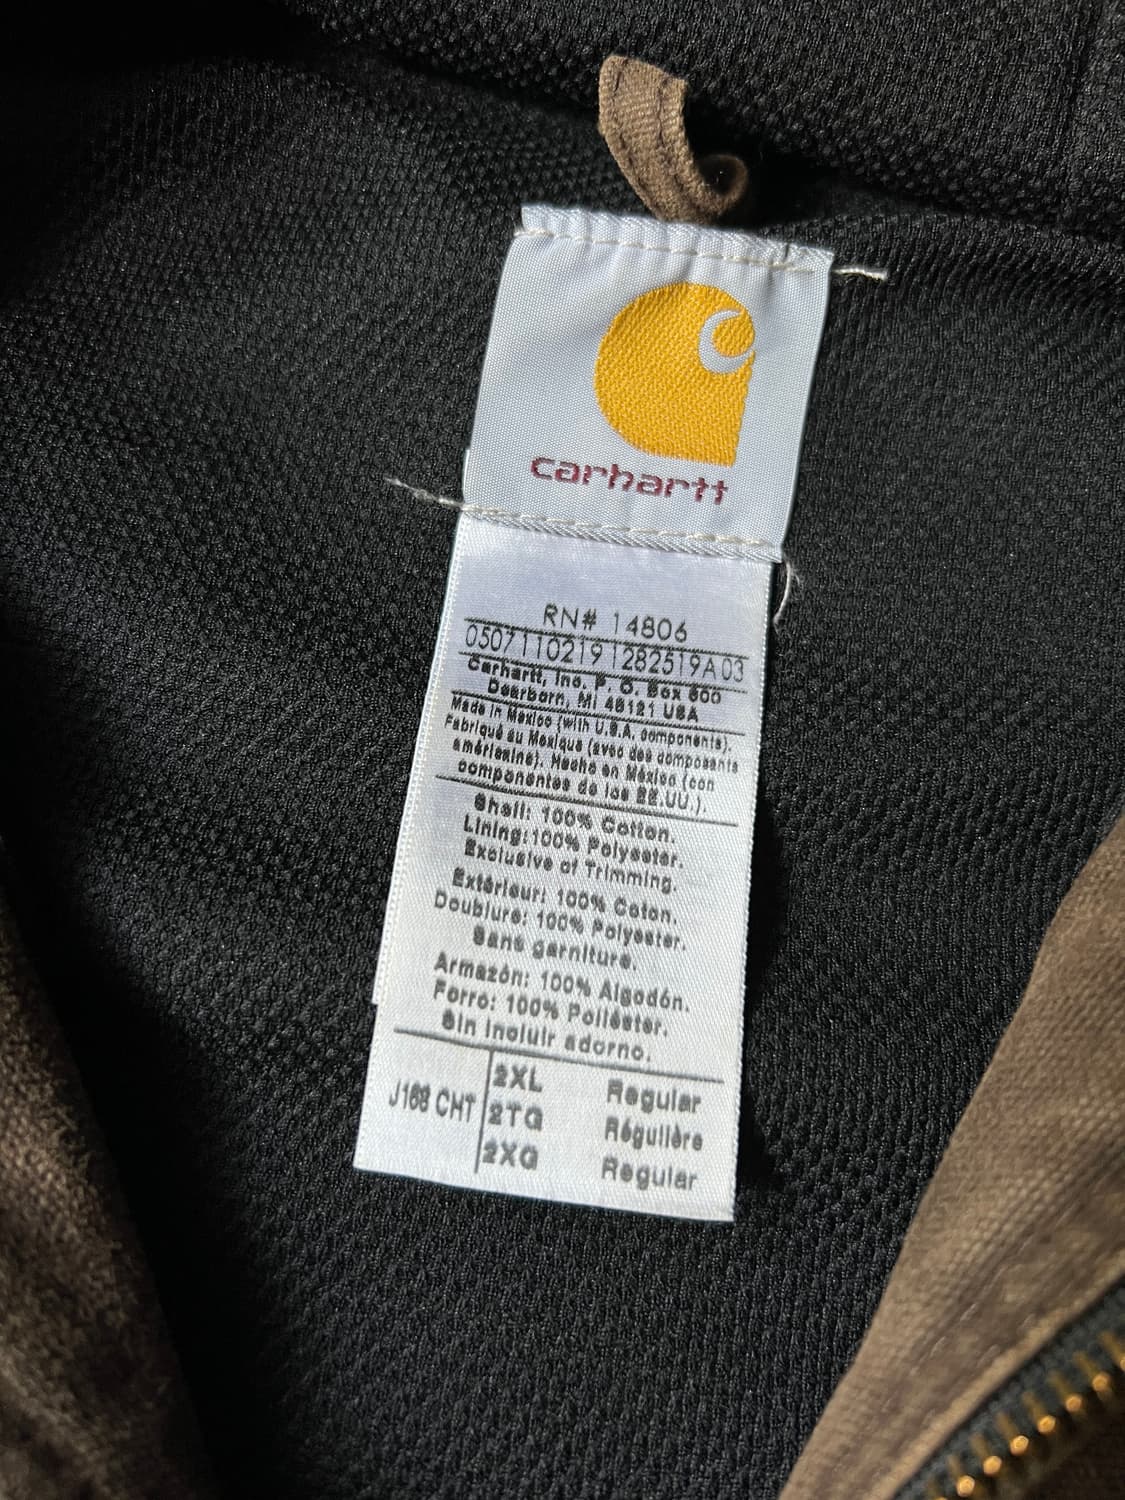 carhartt
RN# 14806
0507110219 1282519A03
Carhartt, Inc. P. O. Box 600
Dearborn, MI 48121 USA
Made in Mexico (with U.S.A. components).
Fabriqué au Mexique (avec des composants
américains). Hecho en México (con
componentes de los EE.UU.).
Shell: 100% Cotton.
Lining: 100% Polyester.
Exclusive of Trimming.
Extérieur: 100% Coton.
Doublure: 100% Polyester.
Sans garniture.
Armazón: 100% Algodón.
Forro: 100% Poliéster.
Sin incluir adorno.
2XL Regular
J168 CHT 2TG Régulière
2XG Regular